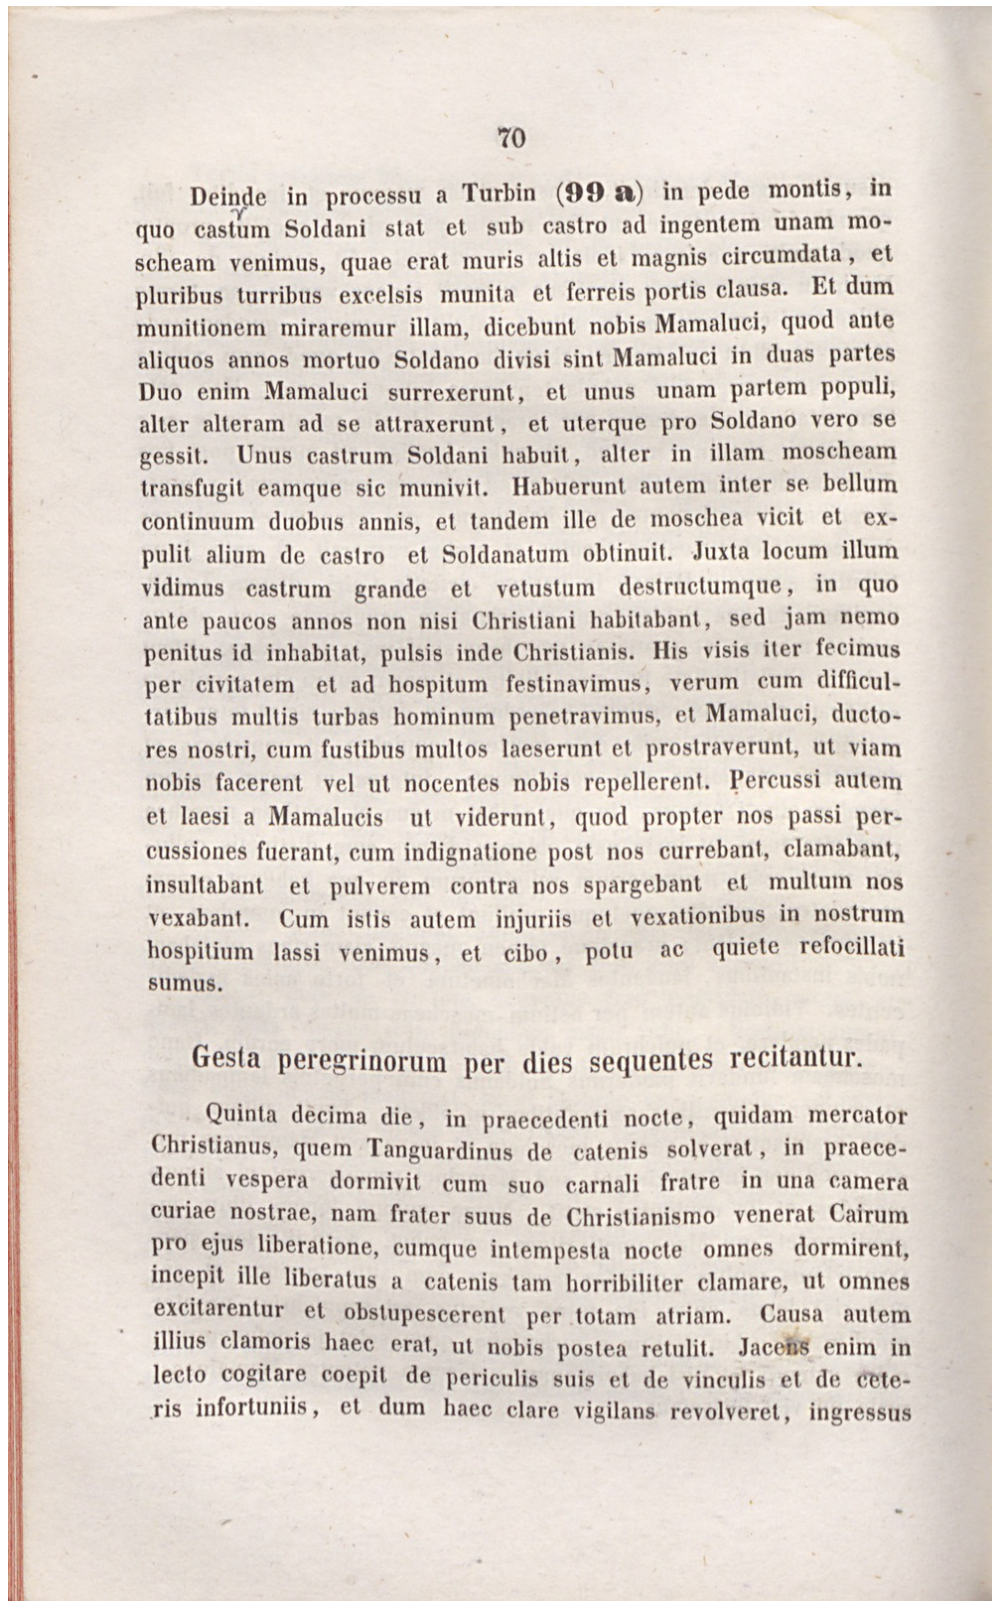 70
Deinde in processu a Turbin (99 a) in pede montis, in
quo castum Soldani stat et sub castro ad ingentem unam mo-
scheam venimus, quae erat muris altis et magnis circumdata, et
pluribus turribus excelsis munita et ferreis portis clausa. Et dum
munitionem miraremur illam, dicebunt nobis Mamaluci, quod ante
aliquos annos mortuo Soldano divisi sint Mamaluci in duas partes
Duo enim Mamaluci surrexerunt, et unus unam partem populi,
alter alteram ad se attraxerunt, et uterque pro Soldano vero se
gessit. Unus castrum Soldani habuit, alter in illam moscheam
transfugit eamque sic munivit. Habuerunt autem inter se bellum
continuum duobus annis, et tandem ille de moschea vicit et ex-
pulit alium de castro et Soldanatum obtinuit. Juxta locum illum
vidimus castrum grande et vetustum destructumque, in quo
ante paucos annos non nisi Christiani habitabant, sed jam nemo
penitus id inhabitat, pulsis inde Christianis. His visis iter fecimus
per civitatem et ad hospitum festinavimus, verum cum difficul-
tatibus multis turbas hominum penetravimus, et Mamaluci, ducto-
res nostri, cum fustibus multos laeserunt et prostraverunt, ut viam
nobis facerent vel ut nocentes nobis repellerent. Percussi autem
et laesi a Mamalucis ut viderunt, quod propter nos passi per-
cussiones fuerant, cum indignatione post nos currebant, clamabant,
insultabant et pulverem contra nos spargebant et multum nos
vexabant. Cum istis autem injuriis et vexationibus in nostrum
hospitium lassi venimus, et cibo, potu ac quiete refocillati
sumus.
Gesta peregrinorum per dies sequentes recitantur.
Quinta decima die, in praecedenti nocte, quidam mercator
Christianus, quem Tanguardinus de catenis solverat, in praece-
denti vespera dormivit cum suo carnali fratre in una camera
curiae nostrae, nam frater suus de Christianismo venerat Cairum
pro ejus liberatione, cumque intempesta nocte omnes dormirent,
incepit ille liberatus a catenis tam horribiliter clamare, ut omnes
excitarentur et obstupescerent per totam atriam. Causa autem
illius clamoris haec erat, ut nobis postea retulit. Jacens enim in
lecto cogitare coepit de periculis suis et de vinculis et de cete-
ris infortuniis, et dum haec clare vigilans revolveret, ingressus